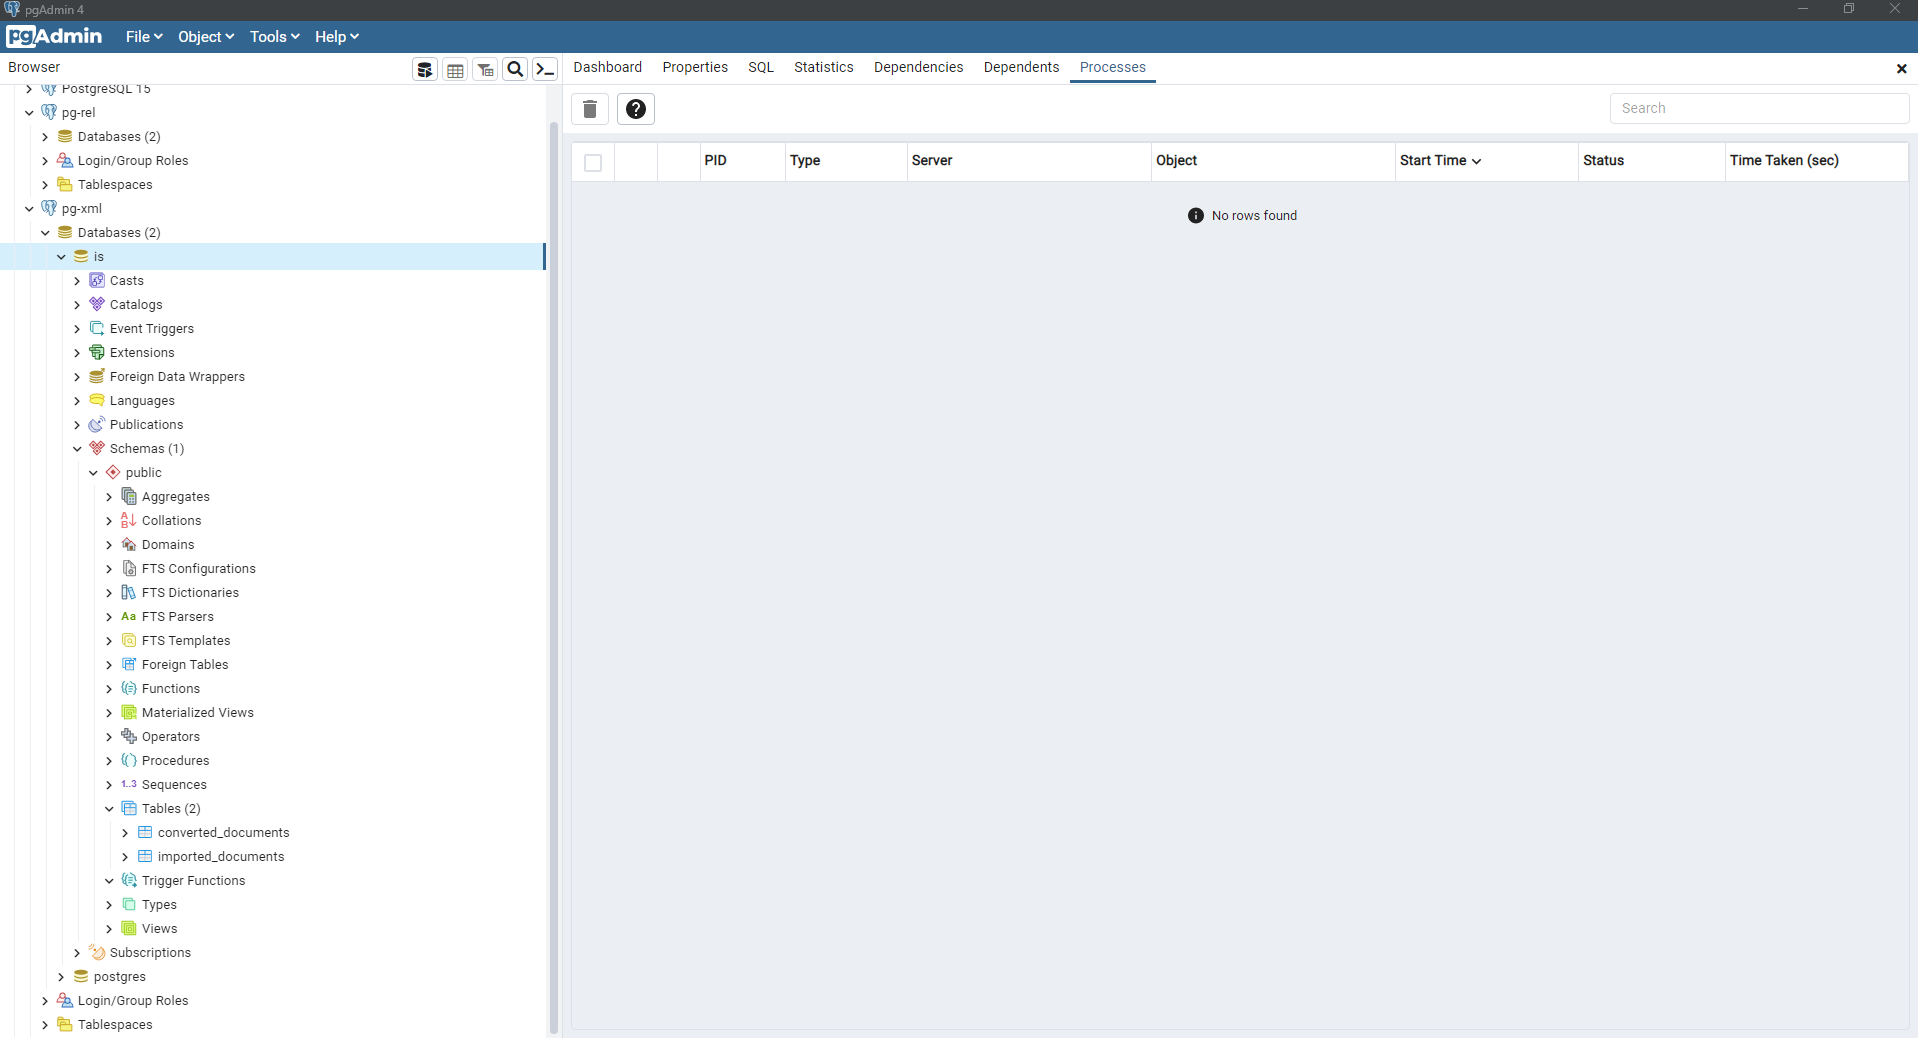 pgAdmin 4
pgAdmin File Object Tools Help
Browser
Dashboard Properties SQL Statistics Dependencies Dependents Processes
PostgreSQL 15
pg-rel
Databases (2)
Login/Group Roles
Tablespaces
pg-xml
Databases (2)
is
Casts
Catalogs
Event Triggers
Extensions
Foreign Data Wrappers
Languages
Publications
Schemas (1)
public
Aggregates
Collations
Domains
FTS Configurations
FTS Dictionaries
Aa FTS Parsers
FTS Templates
Foreign Tables
Functions
Materialized Views
Operators
Procedures
1..3 Sequences
Tables (2)
converted_documents
imported_documents
Trigger Functions
Types
Views
Subscriptions
postgres
Login/Group Roles
Tablespaces
Search
PID Type Server Object Start Time Status Time Taken (sec)
No rows found